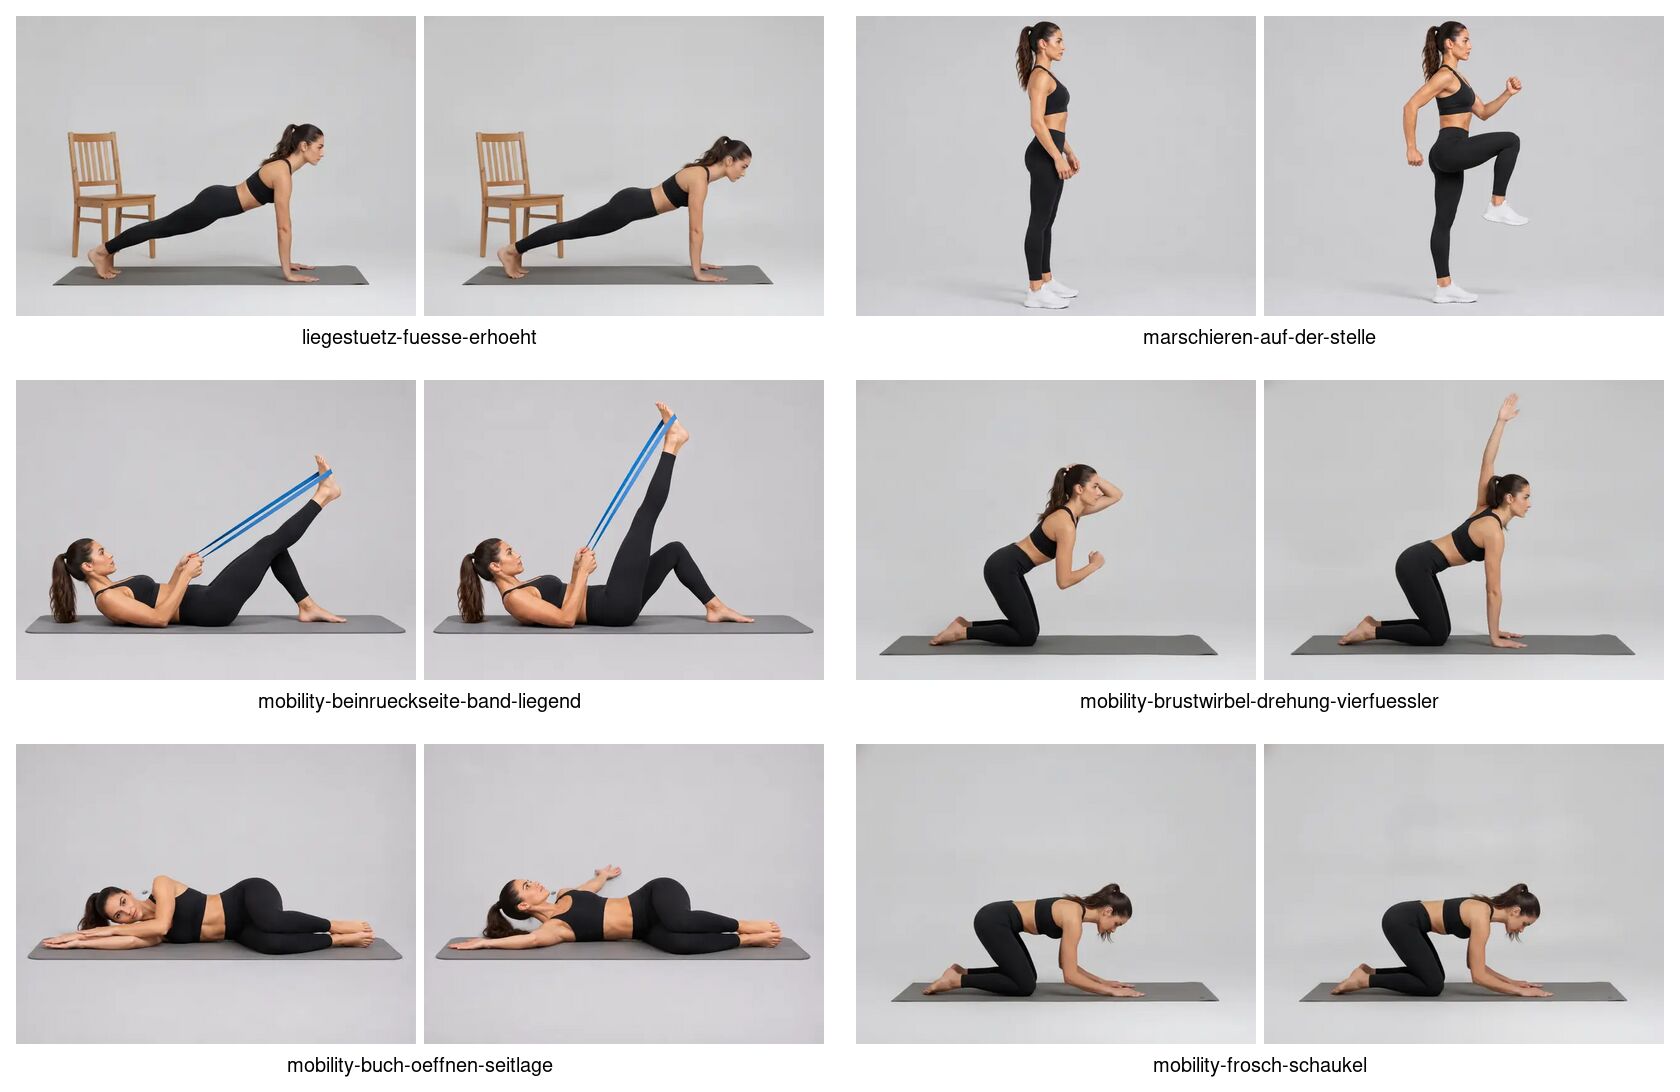 liegestuetz-fuesse-erhoeht
marschieren-auf-der-stelle
mobility-beinrueckseite-band-liegend
mobility-brustwirbel-drehung-vierfuessler
mobility-buch-oeffnen-seitlage
mobility-frosch-schaukel